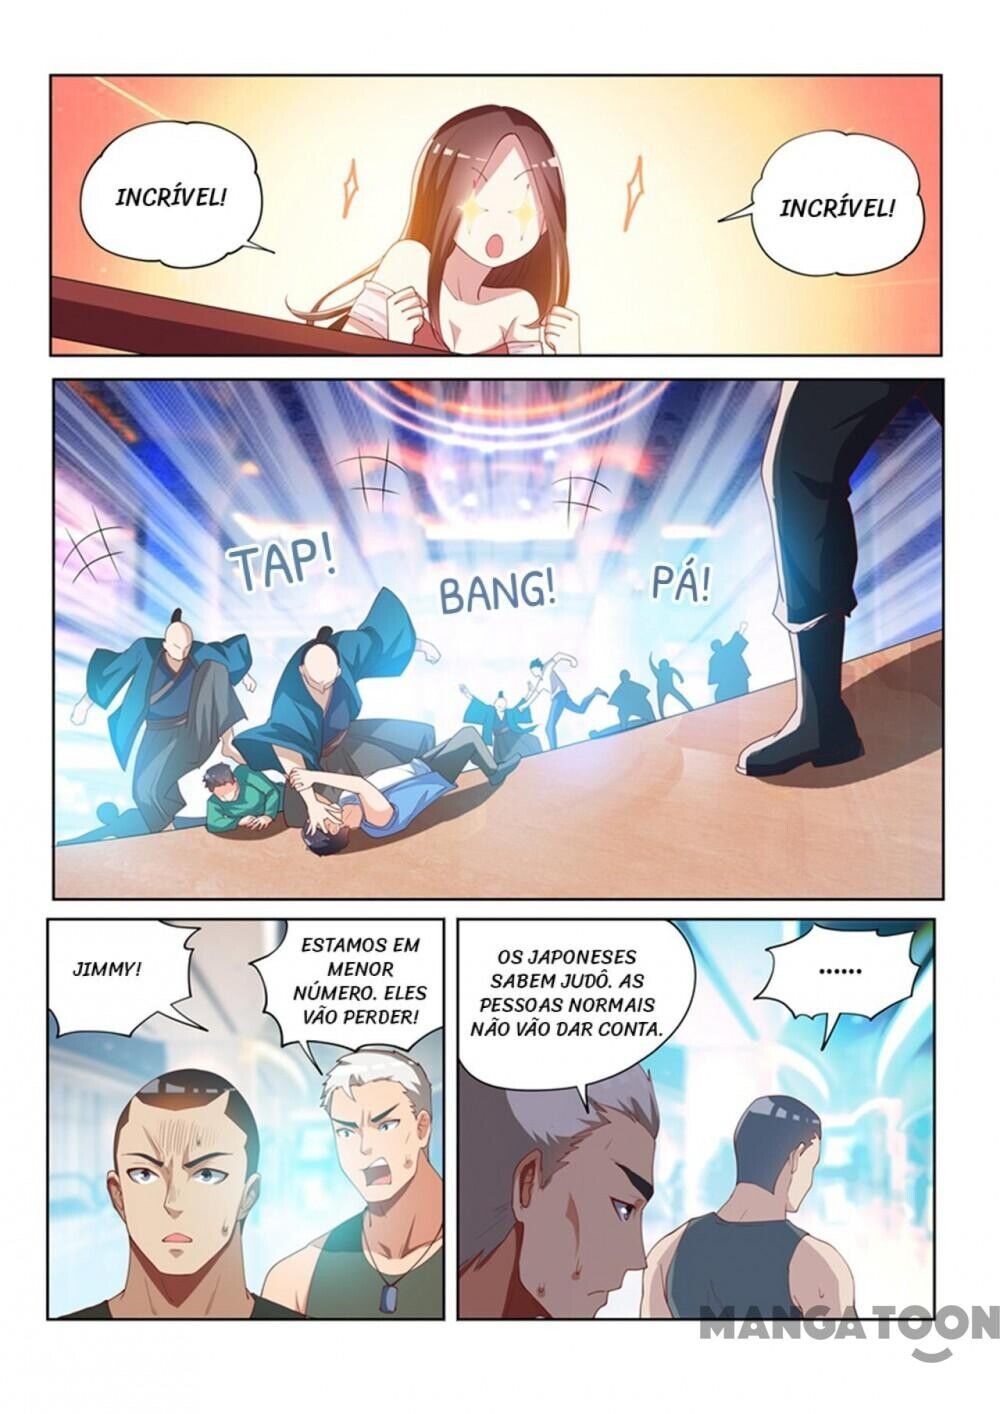 INCRÍVEL!
INCRÍVEL!
TAP!
BANG!
PÁ!
JIMMY!
ESTAMOS EM
MENOR
NÚMERO. ELES
VÃO PERDER!
OS JAPONESES
SABEM JUDÔ. AS
PESSOAS NORMAIS
NÃO VÃO DAR CONTA.
......
MANGATOON